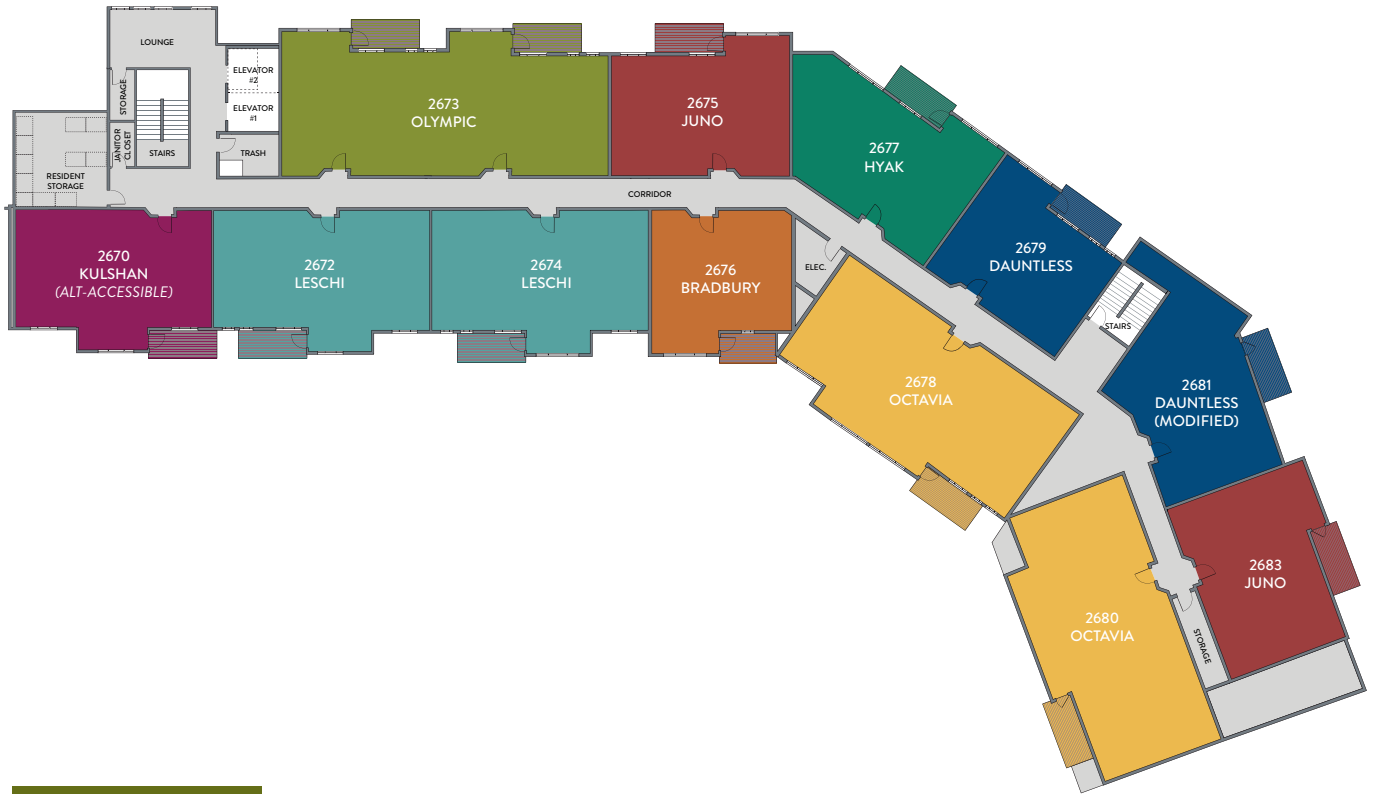 LOUNGE
ELEVATOR
#2
ELEVATOR
#1
STORAGE
JANITOR
CLOSET
STAIRS
TRASH
RESIDENT
STORAGE
2673
OLYMPIC
2675
JUNO
2677
HYAK
CORRIDOR
2670
KULSHAN
(ALT-ACCESSIBLE)
2672
LESCHI
2674
LESCHI
2676
BRADBURY
ELEC.
2679
DAUNTLESS
STAIRS
2678
OCTAVIA
2681
DAUNTLESS
(MODIFIED)
2683
JUNO
2680
OCTAVIA
STORAGE